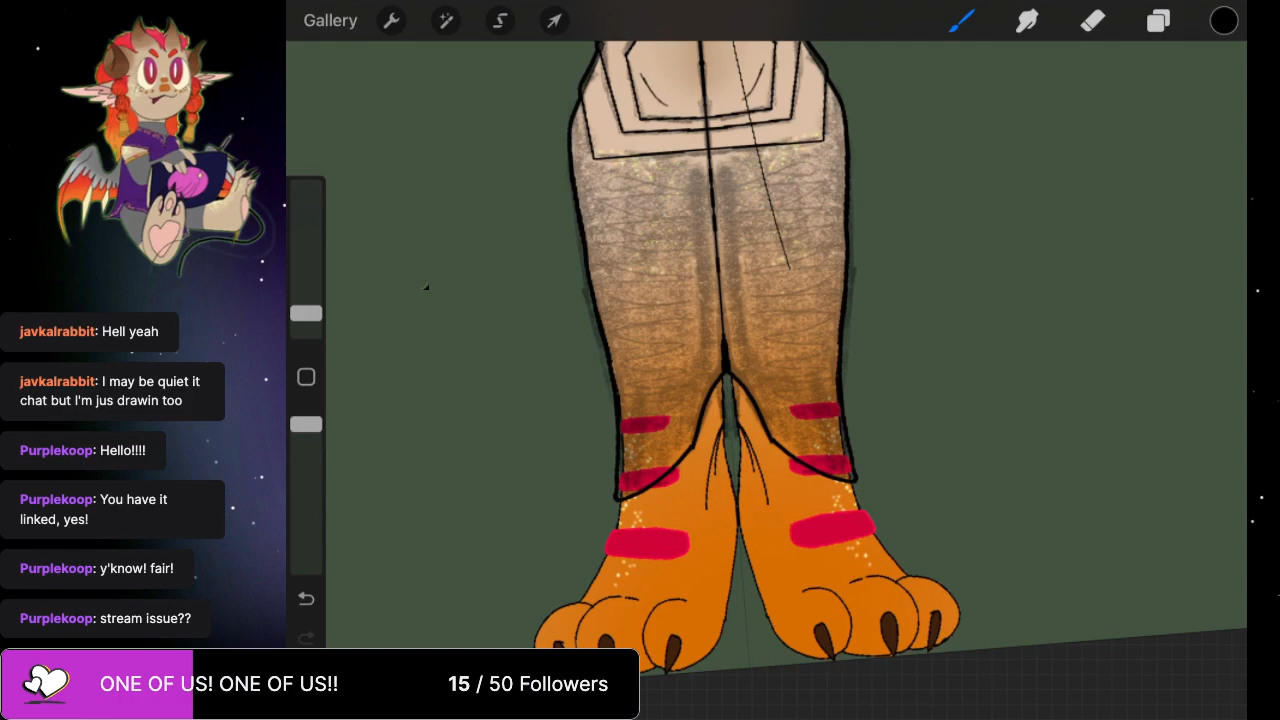 Gallery
javkalrabbit: Hell yeah
javkalrabbit: I may be quiet it
chat but I'm jus drawin too
Purplekoop: Hello!!!!
Purplekoop: You have it
linked, yes!
Purplekoop: y'know! fair!
Purplekoop: stream issue??
ONE OF US! ONE OF US!! 15 / 50 Followers